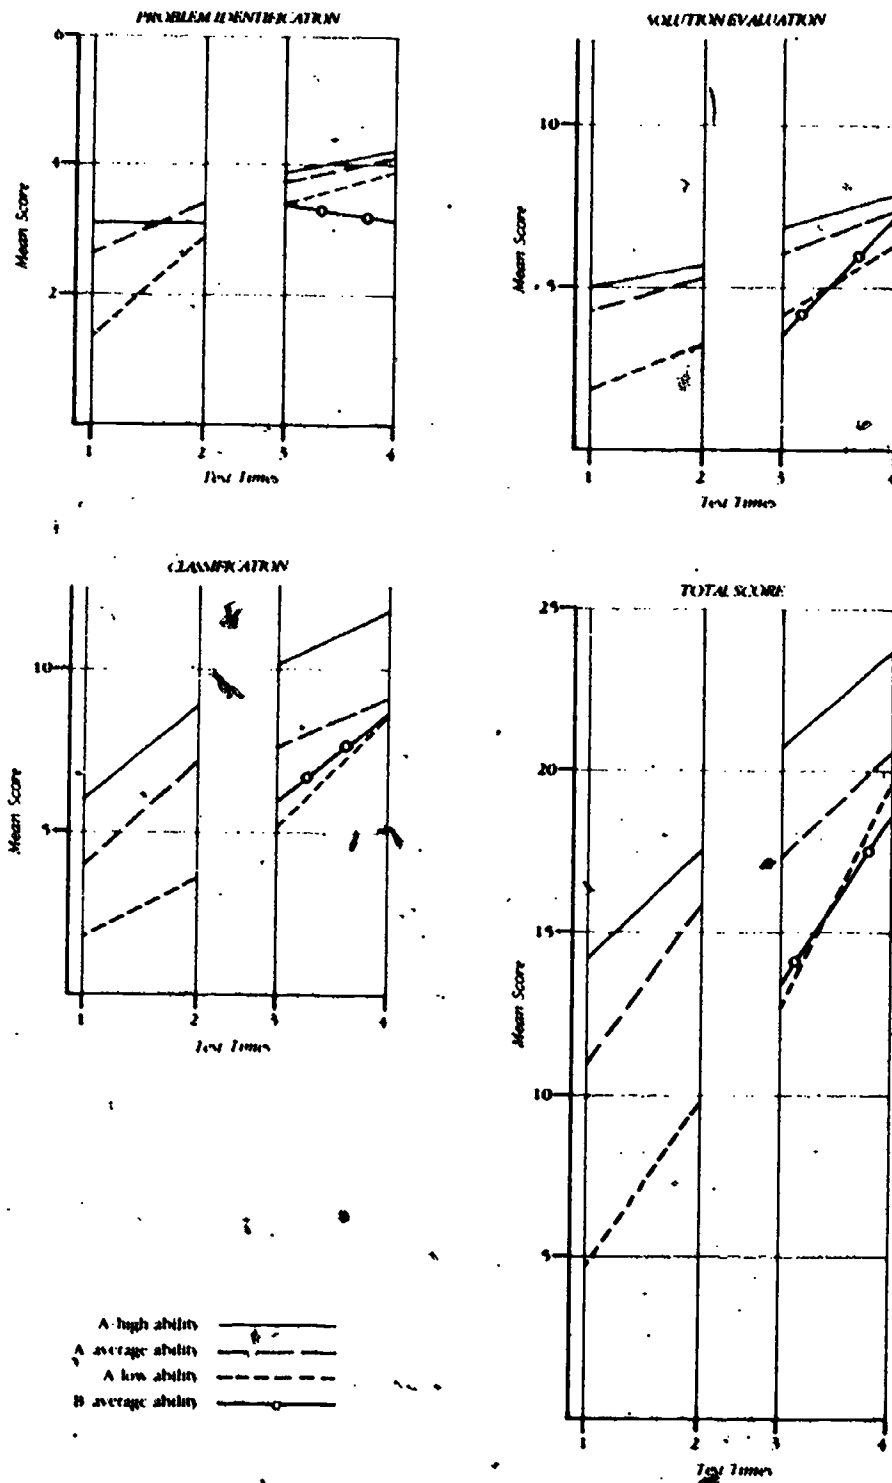 PROBLEM IDENTIFICATION
6
4
2
Mean Score
1 2 3 4
Test Times
SOLUTION EVALUATION
10
5
Mean Score
1 2 3 4
Test Times
CLASSIFICATION
10
5
Mean Score
1 2 3 4
Test Times
TOTAL SCORE
25
20
15
10
5
Mean Score
1 2 3 4
Test Times
A high ability
A average ability
A low ability
B average ability